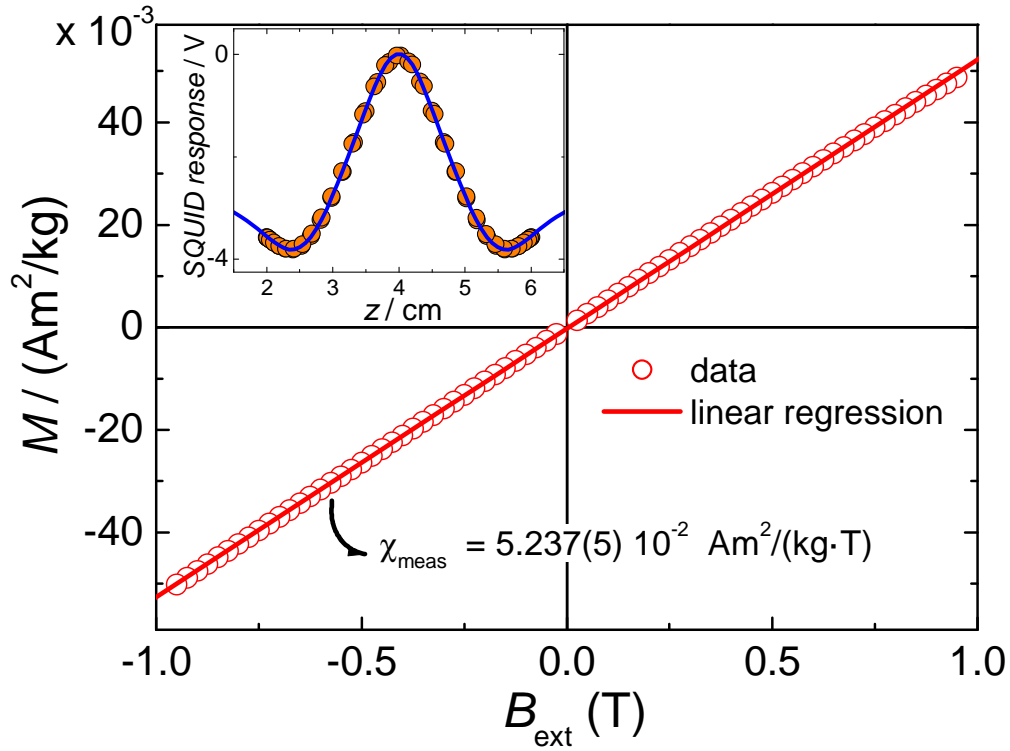 x 10⁻³
40
20
0
-20
-40
M / (Am²/kg)
-1.0 -0.5 0.0 0.5 1.0
B_ext (T)
SQUID response / V
0
-4
2 3 4 5 6
z / cm
data
linear regression
χ_meas = 5.237(5) 10⁻² Am²/(kg·T)